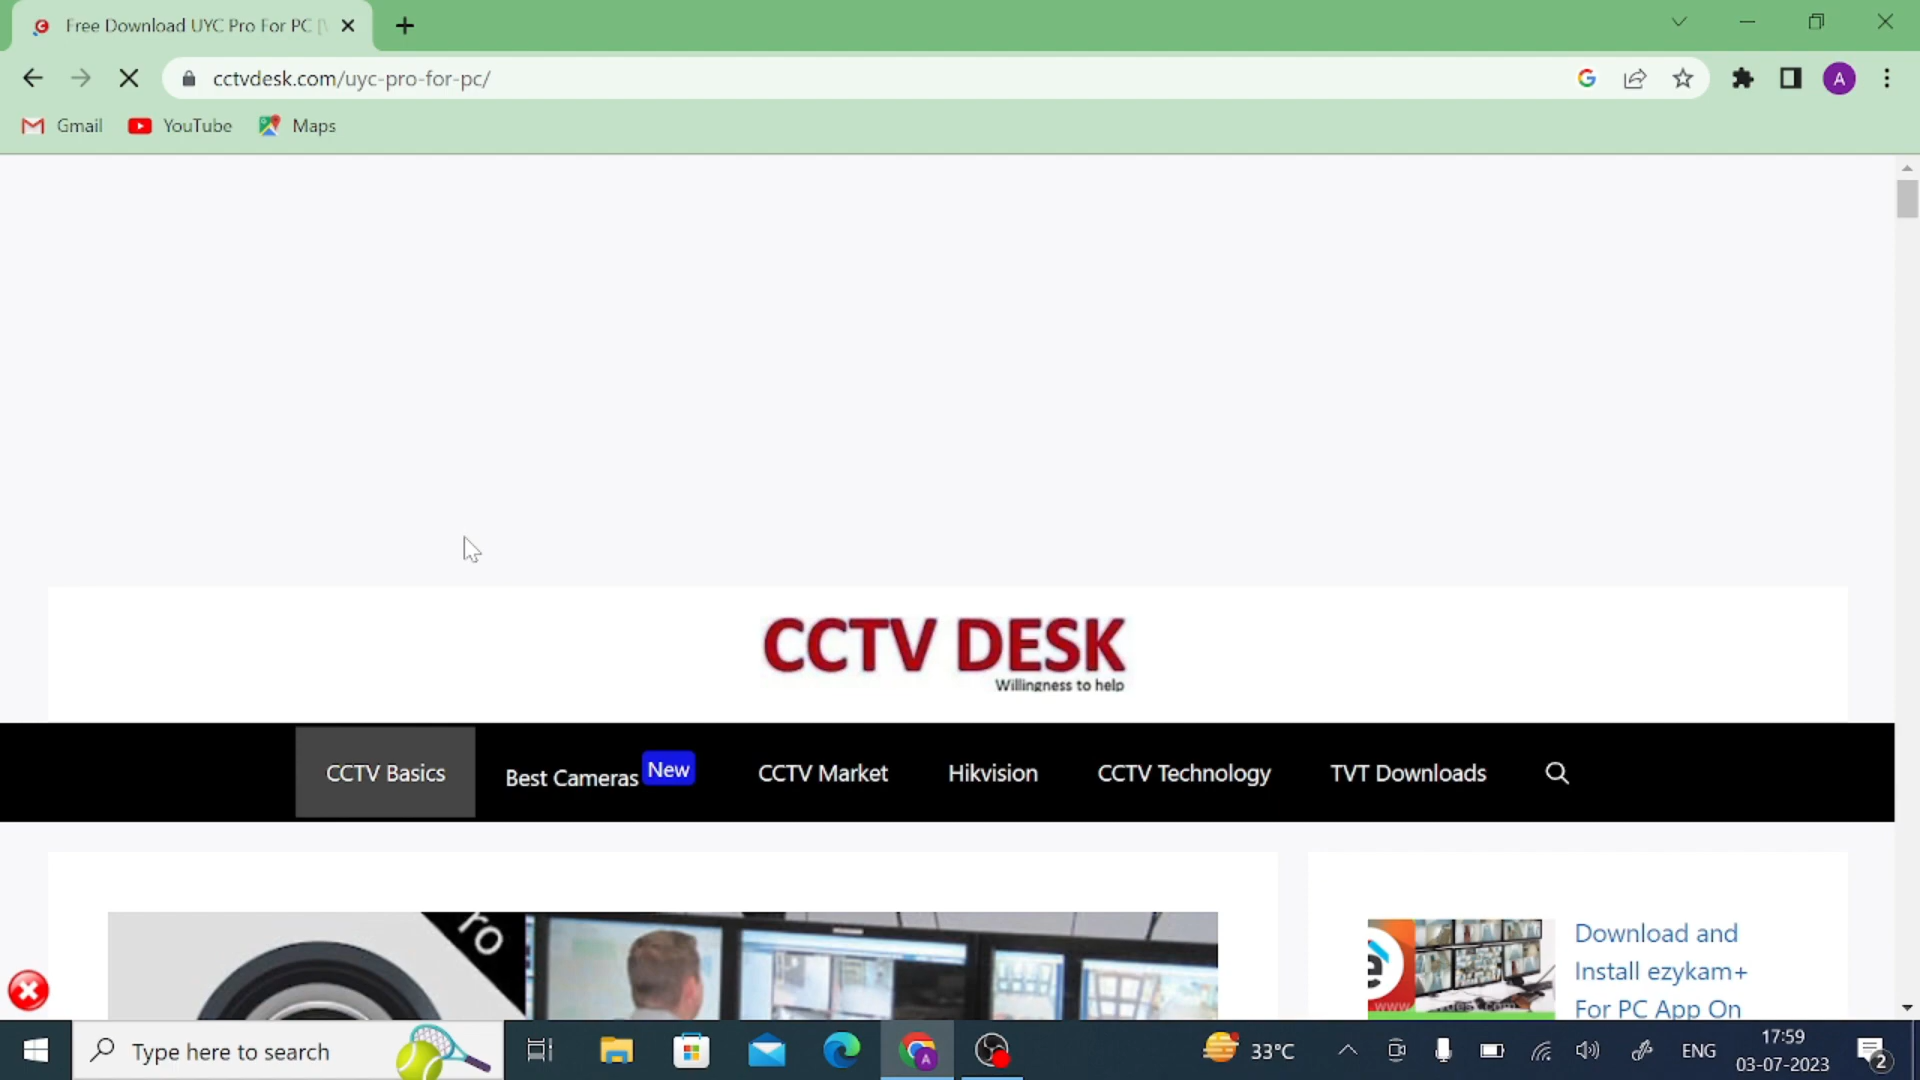 Free Download UYC Pro For PC [
cctvdesk.com/uyc-pro-for-pc/
A
Gmail
YouTube
Maps
CCTV DESK
Willingness to help
CCTV Basics
Best Cameras New
CCTV Market
Hikvision
CCTV Technology
TVT Downloads
ro
Download and
Install ezykam+
For PC App On
Type here to search
A
33°C
ENG
17:59
03-07-2023
2